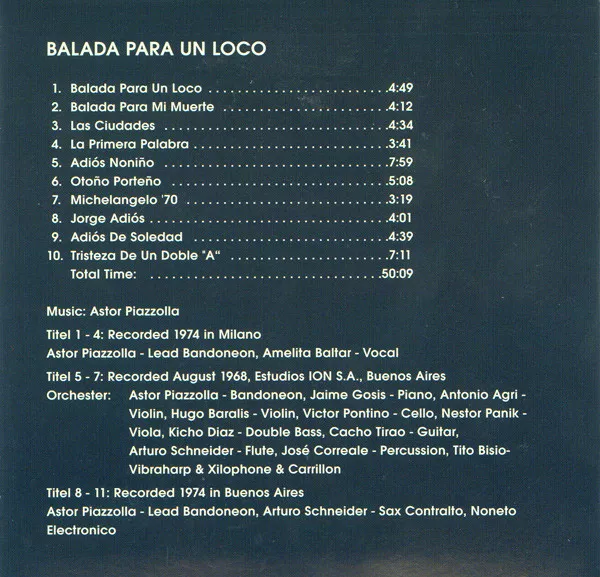 BALADA PARA UN LOCO
1. Balada Para Un Loco ........................4:49
2. Balada Para Mi Muerte ......................4:12
3. Las Ciudades ..............................4:34
4. La Primera Palabra .........................3:41
5. Adiós Noniño ..............................7:59
6. Otoño Porteño .............................5:08
7. Michelangelo '70 ...........................3:19
8. Jorge Adiós ................................4:01
9. Adiós De Soledad ...........................4:39
10. Tristeza De Un Doble "A“ ....................7:11
Total Time: ..............................50:09
Music: Astor Piazzolla
Titel 1 - 4: Recorded 1974 in Milano
Astor Piazzolla - Lead Bandoneon, Amelita Baltar - Vocal
Titel 5 - 7: Recorded August 1968, Estudios ION S.A., Buenos Aires
Orchester: Astor Piazzolla - Bandoneon, Jaime Gosis - Piano, Antonio Agri -
Violin, Hugo Baralis - Violin, Victor Pontino - Cello, Nestor Panik -
Viola, Kicho Diaz - Double Bass, Cacho Tirao - Guitar,
Arturo Schneider - Flute, José Correale - Percussion, Tito Bisio-
Vibraharp & Xilophone & Carrillon
Titel 8 - 11: Recorded 1974 in Buenos Aires
Astor Piazzolla - Lead Bandoneon, Arturo Schneider - Sax Contralto, Noneto
Electronico